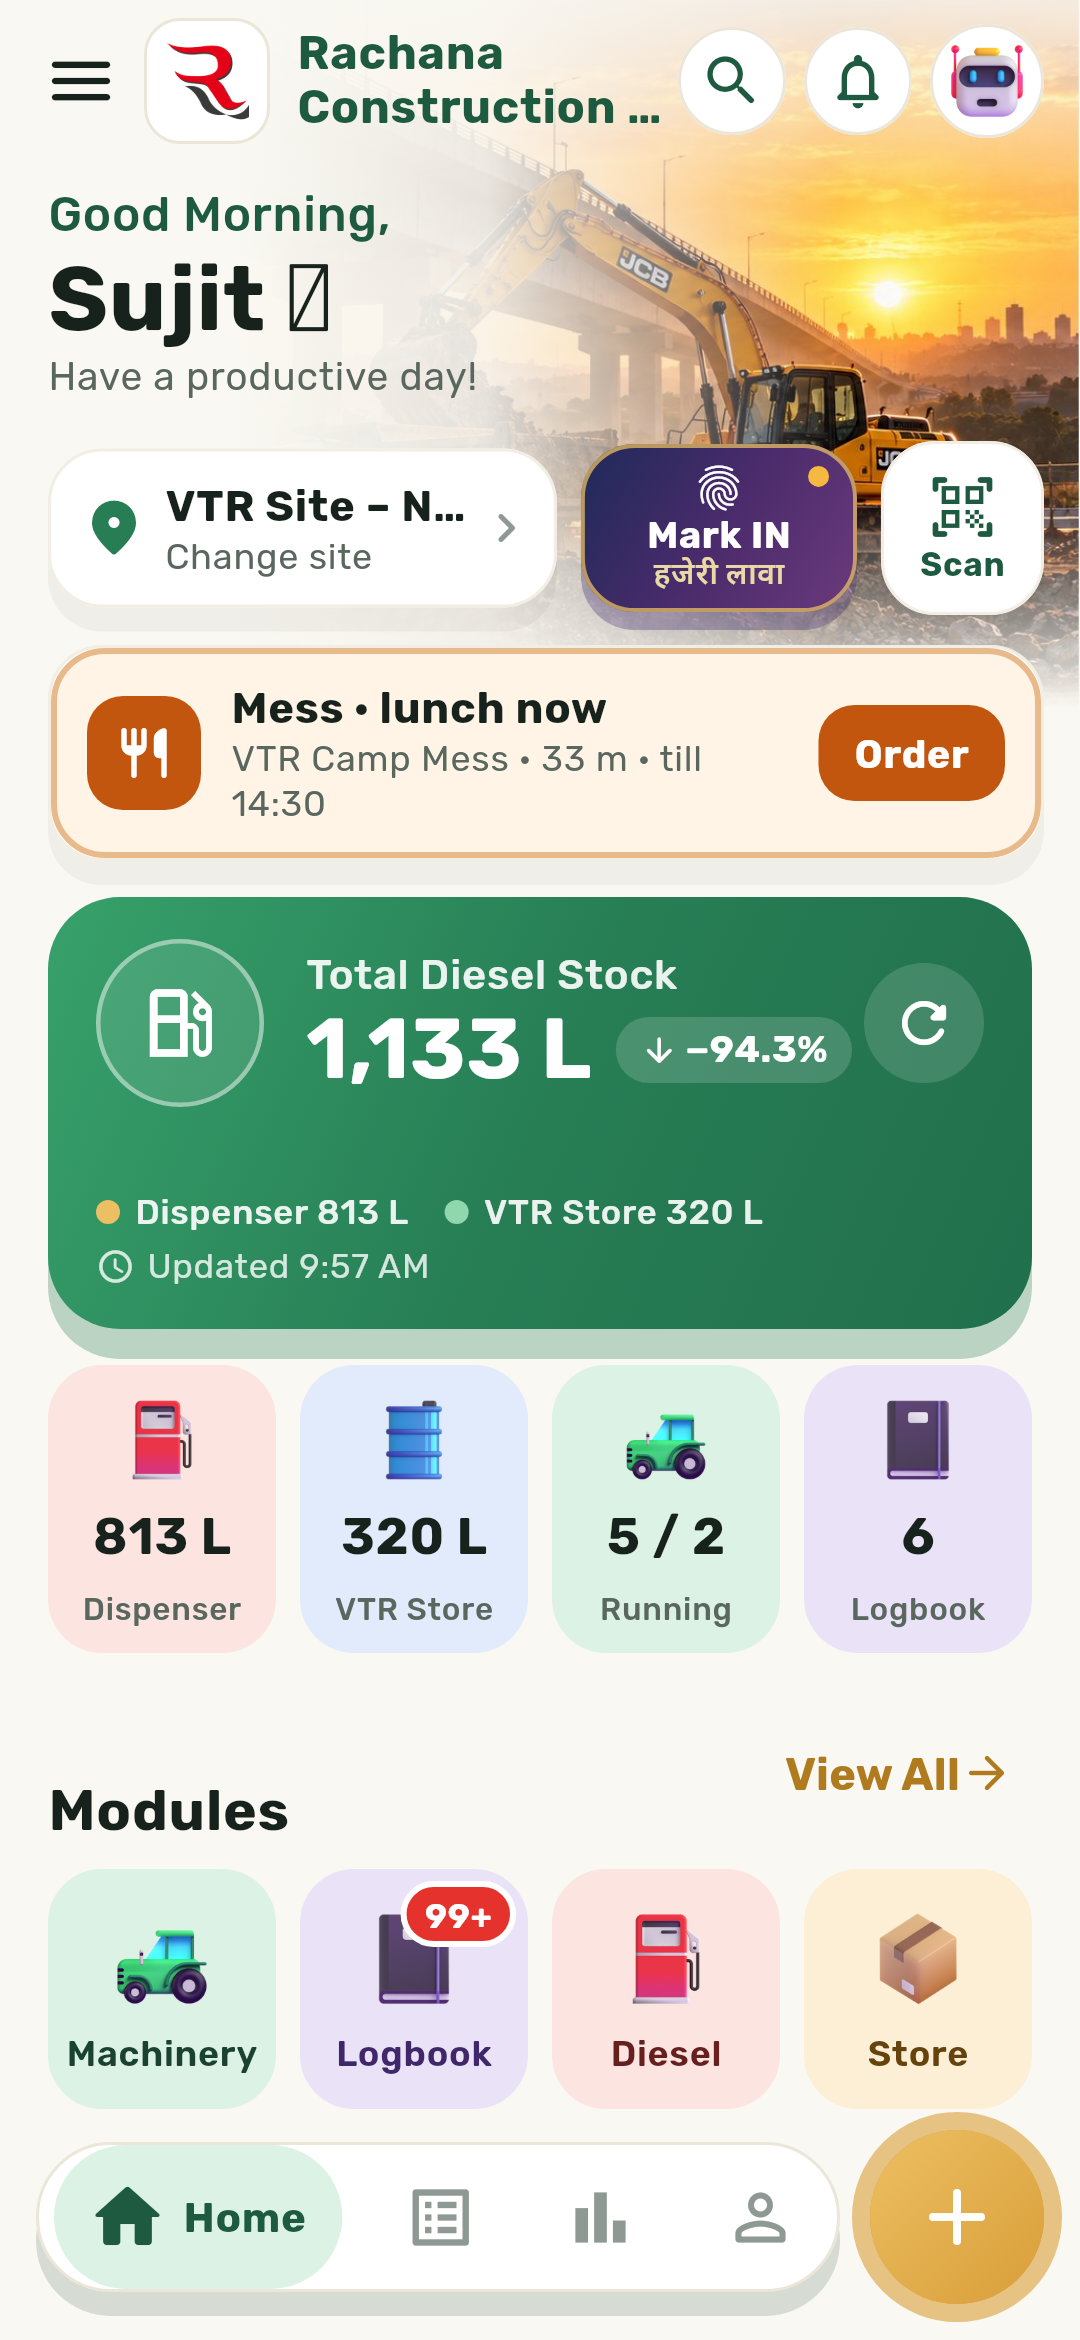 Rachana
Construction ...
Good Morning,
Sujit
Have a productive day!
JCB
VTR Site – N...
Change site
Mark IN
हजेरी लावा
Scan
Mess • lunch now
VTR Camp Mess • 33 m • till
14:30
Order
Total Diesel Stock
1,133 L
−94.3%
Dispenser 813 L
VTR Store 320 L
Updated 9:57 AM
813 L
Dispenser
320 L
VTR Store
5 / 2
Running
6
Logbook
View All
Modules
99+
Machinery
Logbook
Diesel
Store
Home